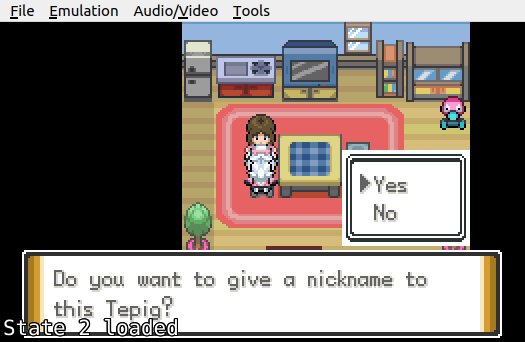 File Emulation Audio/Video Tools
Yes
No
Do you want to give a nickname to
this Tepig?
State 2 loaded